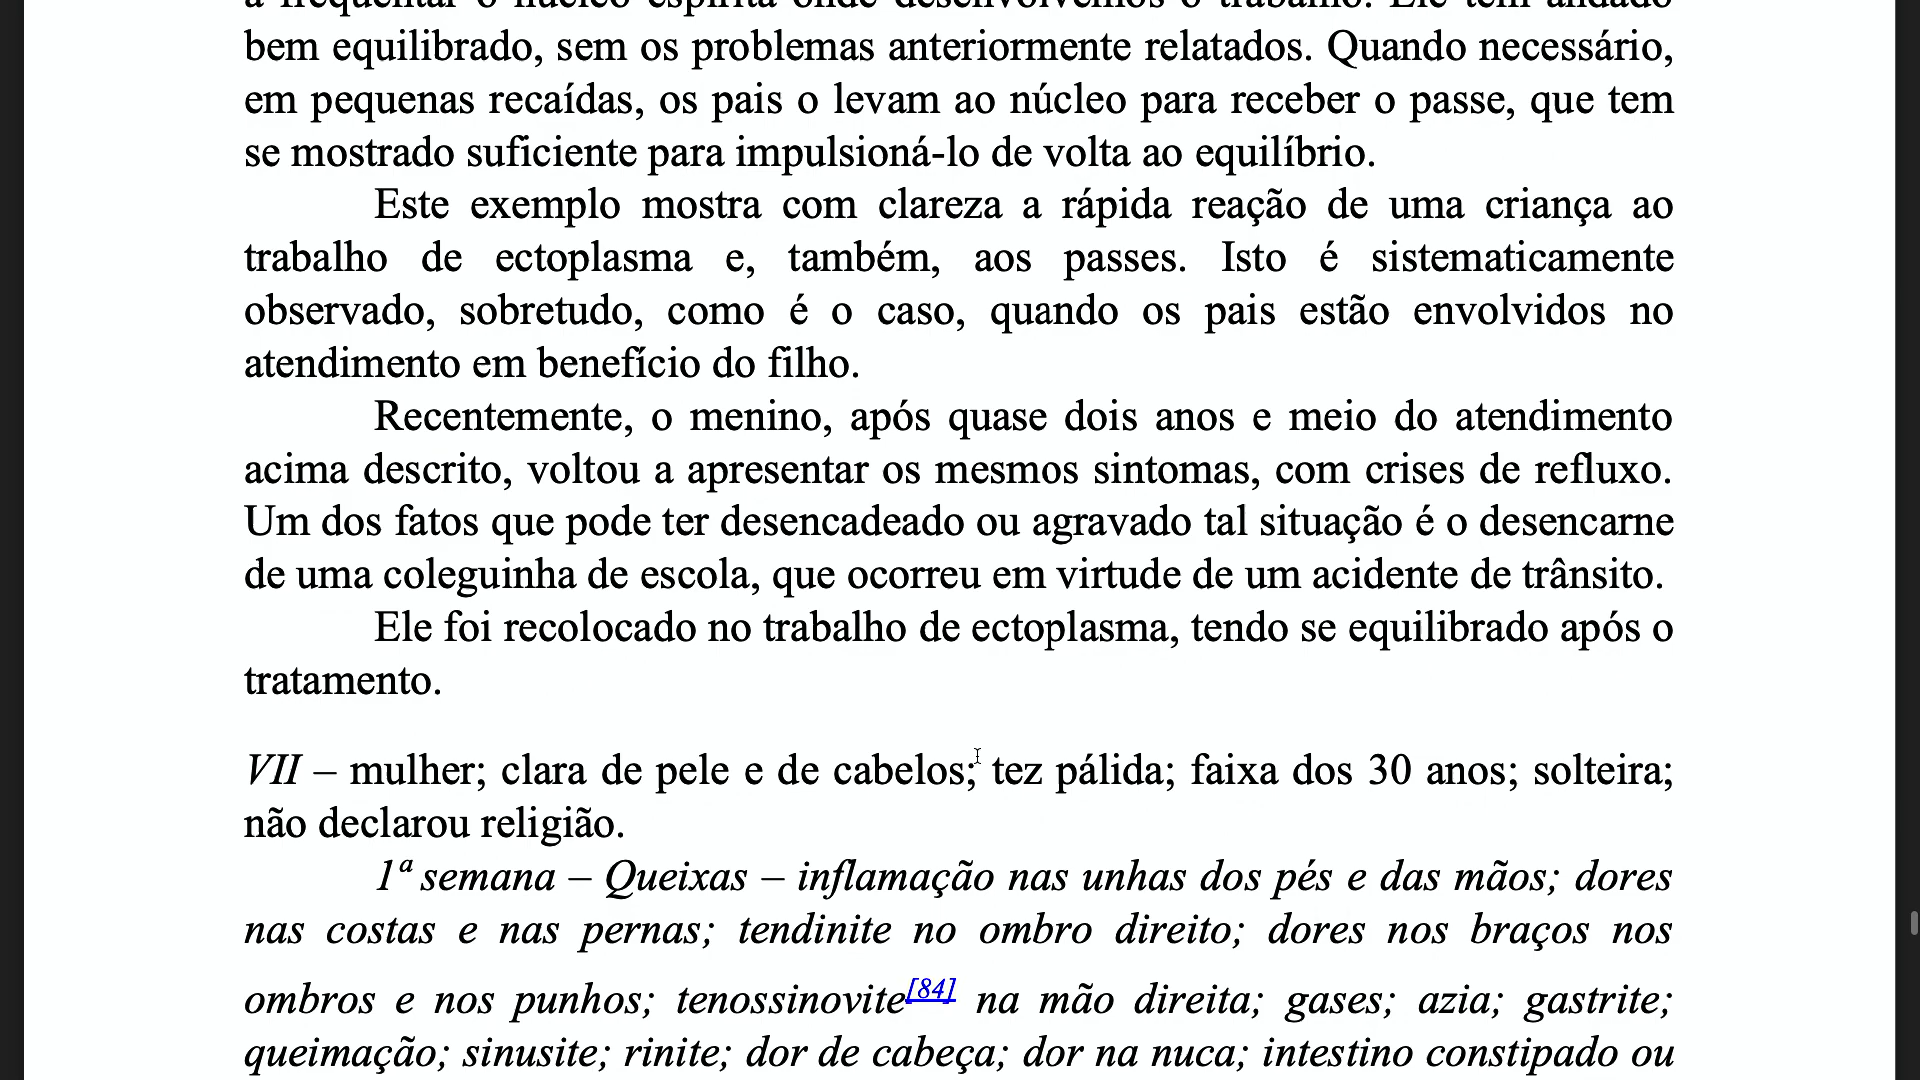 a frequentar o núcleo espírita onde desenvolvemos o trabalho. Ele tem andado
bem equilibrado, sem os problemas anteriormente relatados. Quando necessário,
em pequenas recaídas, os pais o levam ao núcleo para receber o passe, que tem
se mostrado suficiente para impulsioná-lo de volta ao equilíbrio.
Este exemplo mostra com clareza a rápida reação de uma criança ao
trabalho de ectoplasma e, também, aos passes. Isto é sistematicamente
observado, sobretudo, como é o caso, quando os pais estão envolvidos no
atendimento em benefício do filho.
Recentemente, o menino, após quase dois anos e meio do atendimento
acima descrito, voltou a apresentar os mesmos sintomas, com crises de refluxo.
Um dos fatos que pode ter desencadeado ou agravado tal situação é o desencarne
de uma coleguinha de escola, que ocorreu em virtude de um acidente de trânsito.
Ele foi recolocado no trabalho de ectoplasma, tendo se equilibrado após o
tratamento.
VII – mulher; clara de pele e de cabelos; tez pálida; faixa dos 30 anos; solteira;
não declarou religião.
1ª semana – Queixas – inflamação nas unhas dos pés e das mãos; dores
nas costas e nas pernas; tendinite no ombro direito; dores nos braços nos
ombros e nos punhos; tenossinovite[84] na mão direita; gases; azia; gastrite;
queimação; sinusite; rinite; dor de cabeça; dor na nuca; intestino constipado ou